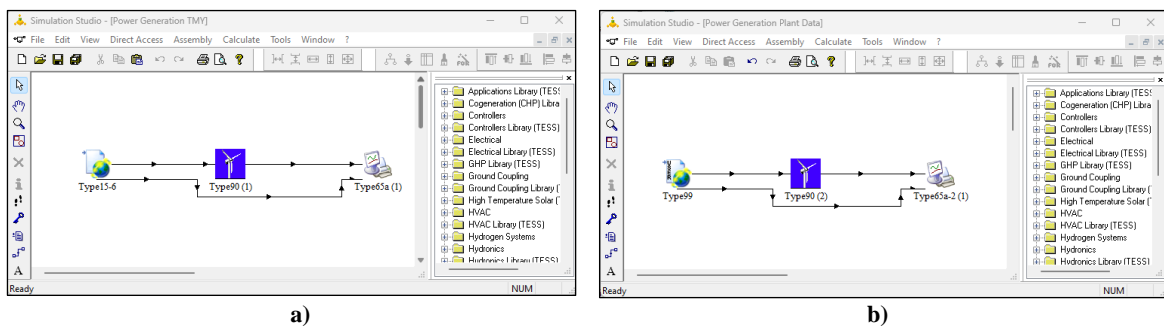 Simulation Studio - [Power Generation TMY]
File Edit View Direct Access Assembly Calculate Tools Window ?
Type15-6
Type90 (1)
Type65a (1)
Applications Library (TESS
Cogeneration (CHP) Libra
Controllers
Controllers Library (TESS)
Electrical
Electrical Library (TESS)
GHP Library (TESS)
Ground Coupling
Ground Coupling Library (
High Temperature Solar (
HVAC
HVAC Library (TESS)
Hydrogen Systems
Hydronics
Hydronics Library (TESS)
A
Ready
NUM
a)
Simulation Studio - [Power Generation Plant Data]
File Edit View Direct Access Assembly Calculate Tools Window ?
USER
Type99
Type90 (2)
Type65a-2 (1)
Applications Library (TESS
Cogeneration (CHP) Libra
Controllers
Controllers Library (TESS)
Electrical
Electrical Library (TESS)
GHP Library (TESS)
Ground Coupling
Ground Coupling Library (
High Temperature Solar (
HVAC
HVAC Library (TESS)
Hydrogen Systems
Hydronics
Hydronics Library (TESS)
A
Ready
NUM
b)